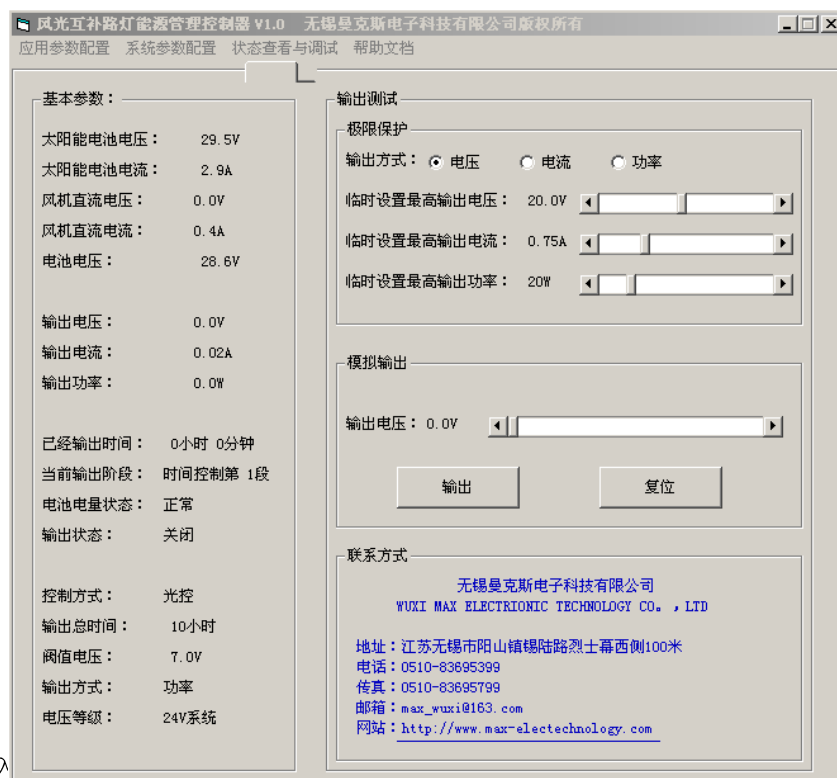 风光互补路灯能源管理控制器 V1.0 无锡曼克斯电子科技有限公司版权所有
应用参数配置 系统参数配置 状态查看与调试 帮助文档
基本参数：
太阳能电池电压： 29.5V
太阳能电池电流： 2.9A
风机直流电压： 0.0V
风机直流电流： 0.4A
电池电压： 28.6V
输出电压： 0.0V
输出电流： 0.02A
输出功率： 0.0W
已经输出时间： 0小时 0分钟
当前输出阶段： 时间控制第 1段
电池电量状态： 正常
输出状态： 关闭
控制方式： 光控
输出总时间： 10小时
阀值电压： 7.0V
输出方式： 功率
电压等级： 24V系统
输出测试
极限保护
输出方式： 电压 电流 功率
临时设置最高输出电压： 20.0V
临时设置最高输出电流： 0.75A
临时设置最高输出功率： 20W
模拟输出
输出电压：0.0V
输出 复位
联系方式
无锡曼克斯电子科技有限公司
WUXI MAX ELECTRIONIC TECHNOLOGY CO。，LTD
地址：江苏无锡市阳山镇锡陆路烈士幕西侧100米
电话：0510-83695399
传真：0510-83695799
邮箱：max_wuxi@163.com
网站：http://www.max-electechnology.com